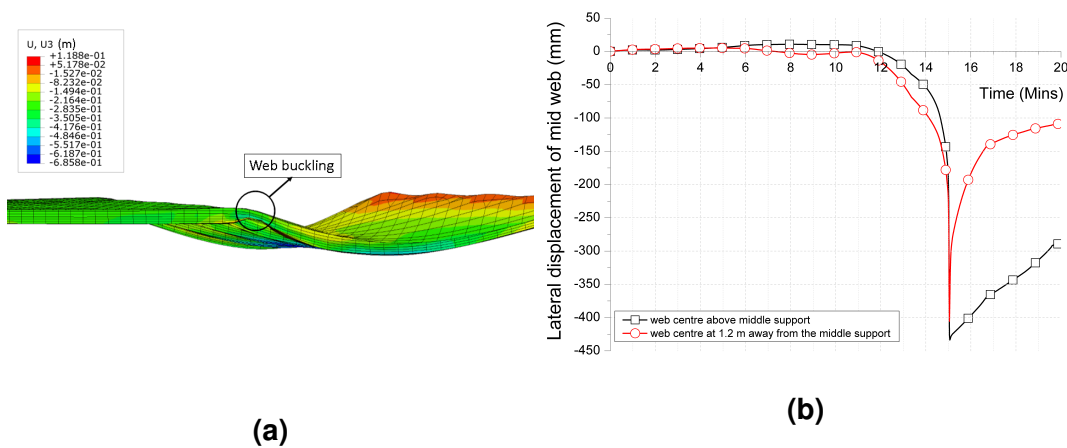 U, U3 (m)
+1.188e-01
+5.178e-02
-1.527e-02
-8.232e-02
-1.494e-01
-2.164e-01
-2.835e-01
-3.505e-01
-4.176e-01
-4.846e-01
-5.517e-01
-6.187e-01
-6.858e-01
Web buckling
(a)
Lateral displacement of mid web (mm)
50
0
-50
-100
-150
-200
-250
-300
-350
-400
-450
0 2 4 6 8 10 12 14 16 18 20
Time (Mins)
web centre above middle support
web centre at 1.2 m away from the middle support
(b)